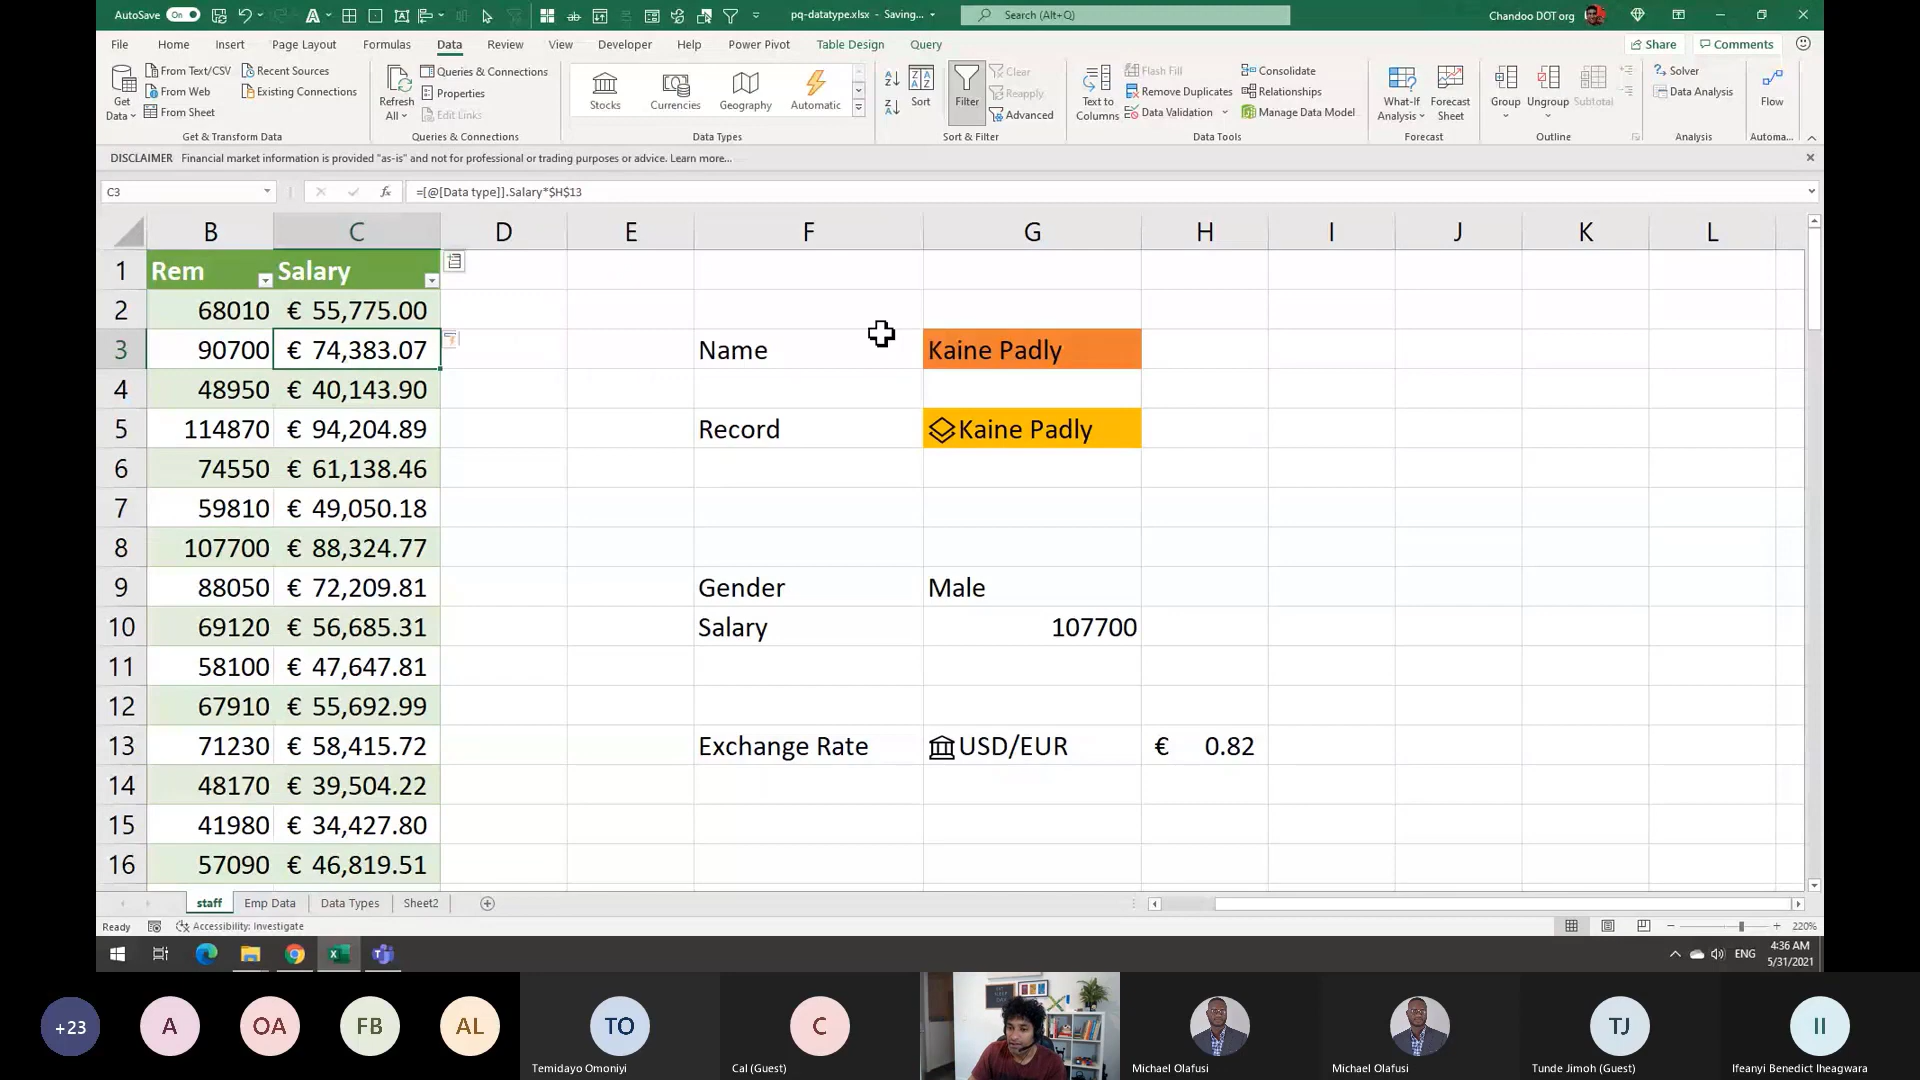 AutoSave On
pq-datatype.xlsx - Saving...
Search (Alt+Q)
Chandoo DOT org
File Home Insert Page Layout Formulas Data Review View Developer Help Power Pivot Table Design Query
Share Comments
Get Data
From Text/CSV
From Web
From Sheet
Recent Sources
Existing Connections
Get & Transform Data
Refresh All
Queries & Connections
Properties
Edit Links
Queries & Connections
Stocks Currencies Geography Automatic
Data Types
Sort
Filter
Clear
Reapply
Advanced
Sort & Filter
Text to Columns
Flash Fill
Remove Duplicates
Data Validation
Consolidate
Relationships
Manage Data Model
Data Tools
What-If Analysis
Forecast Sheet
Forecast
Group Ungroup Subtotal
Outline
Solver
Data Analysis
Analysis
Flow
Automa...
DISCLAIMER Financial market information is provided "as-is" and not for professional or trading purposes or advice. Learn more...
C3
fx =[@[Data type]].Salary*$H$13
B C D E F G H I J K L
1 Rem Salary
2 68010 € 55,775.00
3 90700 € 74,383.07 Name Kaine Padly
4 48950 € 40,143.90
5 114870 € 94,204.89 Record Kaine Padly
6 74550 € 61,138.46
7 59810 € 49,050.18
8 107700 € 88,324.77
9 88050 € 72,209.81 Gender Male
10 69120 € 56,685.31 Salary 107700
11 58100 € 47,647.81
12 67910 € 55,692.99
13 71230 € 58,415.72 Exchange Rate USD/EUR € 0.82
14 48170 € 39,504.22
15 41980 € 34,427.80
16 57090 € 46,819.51
staff Emp Data Data Types Sheet2
Ready Accessibility: Investigate 220%
ENG 4:36 AM
5/31/2021
+23 A OA FB AL TO C TJ II
Temidayo Omoniyi Cal (Guest) Michael Olafusi Michael Olafusi Tunde Jimoh (Guest) Ifeanyi Benedict Iheagwara